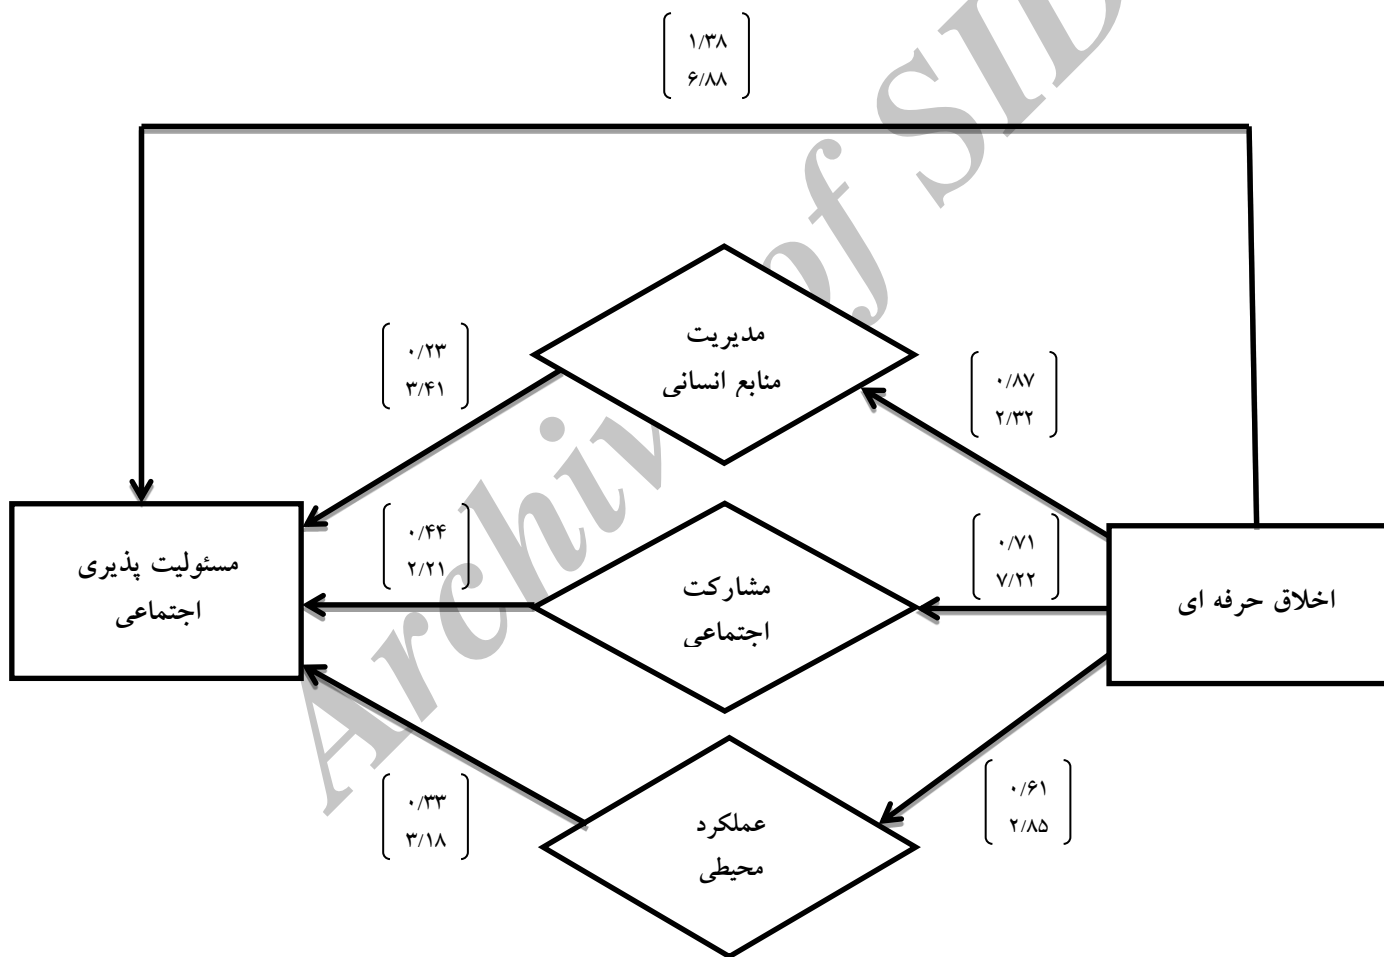 ۱/۳۸
۶/۸۸
مدیریت
منابع انسانی
۰/۸۷
۲/۳۲
۰/۲۳
۳/۴۱
اخلاق حرفه ای
۰/۷۱
۷/۲۲
مشارکت
اجتماعی
۰/۴۴
۲/۲۱
مسئولیت پذیری
اجتماعی
۰/۶۱
۲/۸۵
عملکرد
محیطی
۰/۳۳
۳/۱۸
Archive of SID